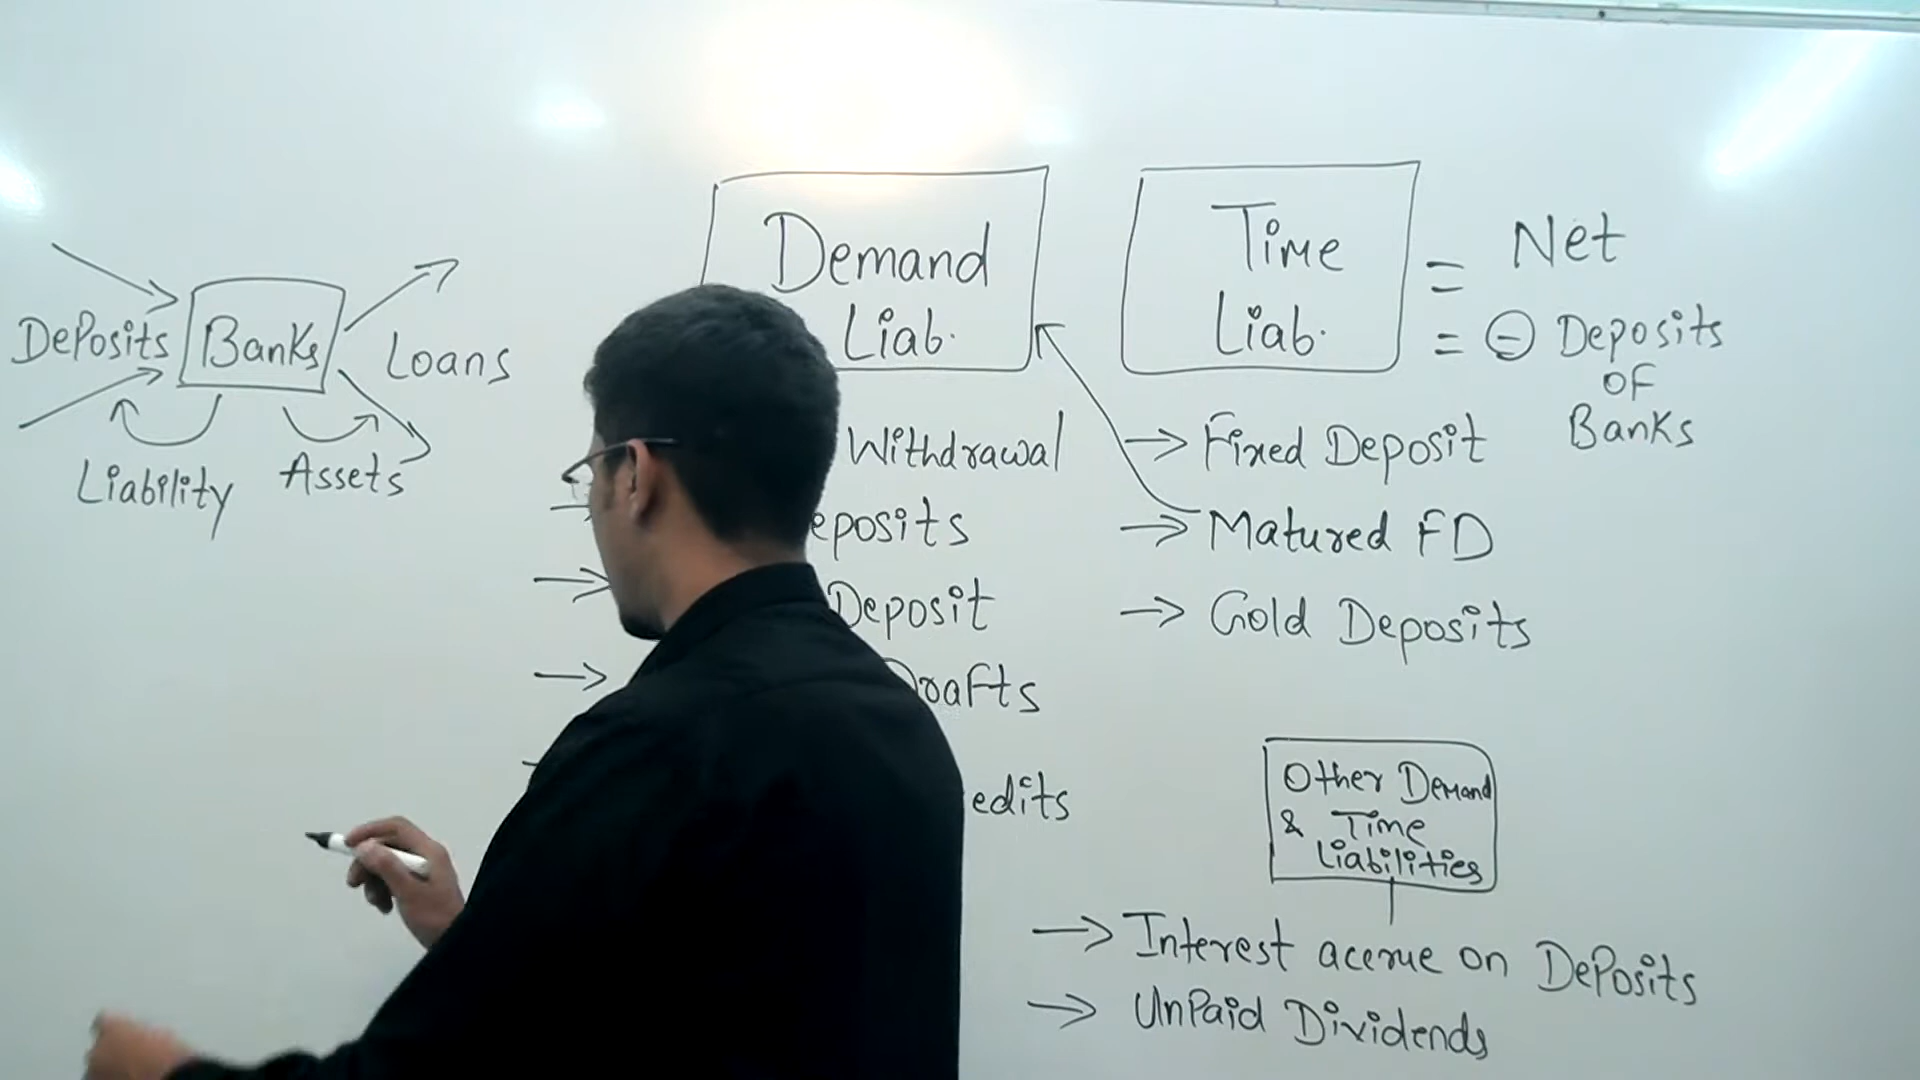 Deposits
Banks
Loans
Liability
Assets
Demand
Liab.
Withdrawal
eposits
Deposit
Drafts
edits
Time
Liab.
→ Fixed Deposit
→ Matured FD
→ Gold Deposits
= Net
= ⊖ Deposits
OF
Banks
Other Demand
& Time
Liabilities
→ Interest accrue on Deposits
→ UnPaid Dividends